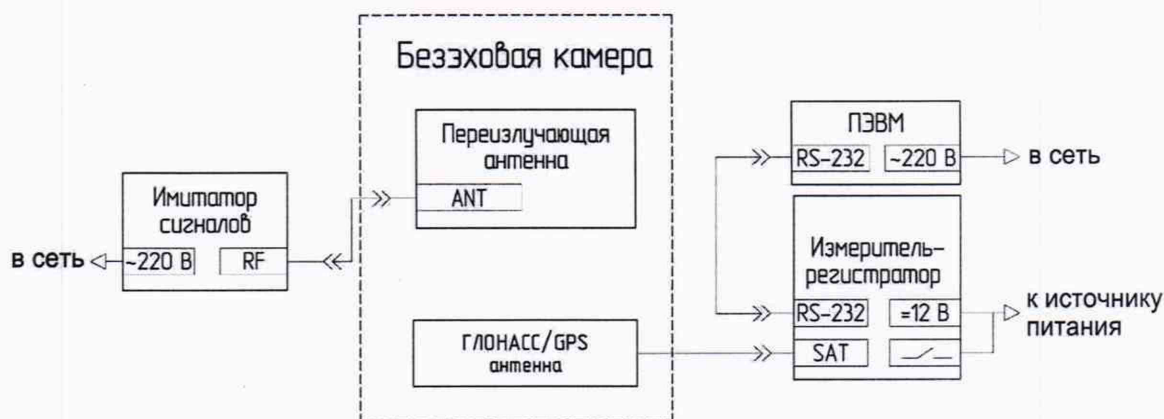 Безэховая камера
Переизлучающая
антенна
ANT
Имитатор
сигналов
в сеть
~220 В
RF
ГЛОНАСС/GPS
антенна
ПЭВМ
RS-232
~220 В
в сеть
Измеритель-
регистратор
RS-232
=12 В
SAT
к источнику
питания